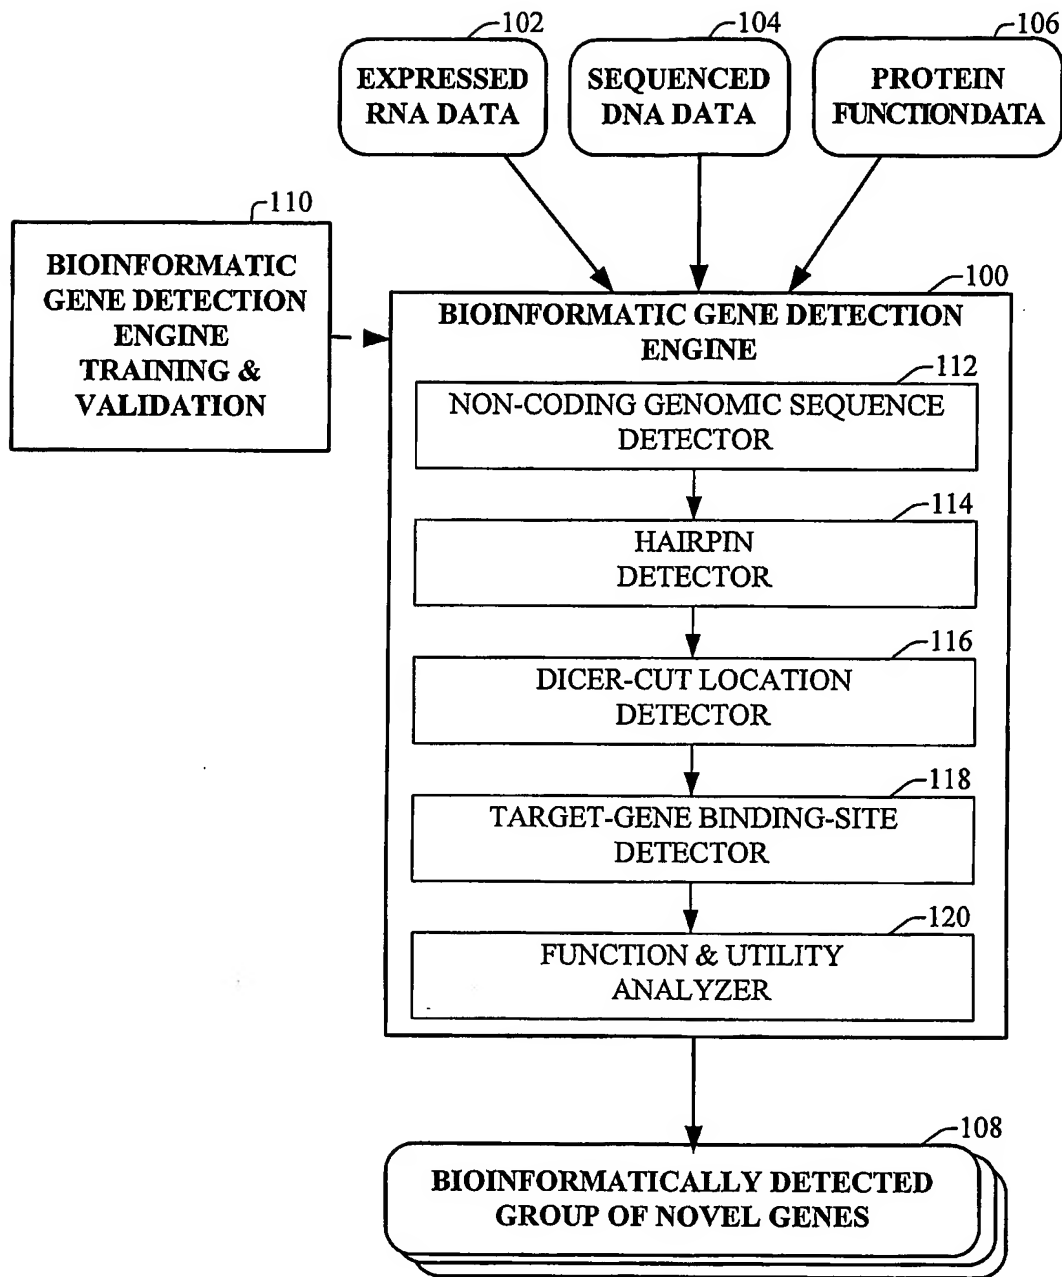 102
104
106
EXPRESSED
RNA DATA
SEQUENCED
DNA DATA
PROTEIN
FUNCTION DATA
110
BIOINFORMATIC
GENE DETECTION
ENGINE
TRAINING &
VALIDATION
100
BIOINFORMATIC GENE DETECTION
ENGINE
112
NON-CODING GENOMIC SEQUENCE
DETECTOR
114
HAIRPIN
DETECTOR
116
DICER-CUT LOCATION
DETECTOR
118
TARGET-GENE BINDING-SITE
DETECTOR
120
FUNCTION & UTILITY
ANALYZER
108
BIOINFORMATICALLY DETECTED
GROUP OF NOVEL GENES